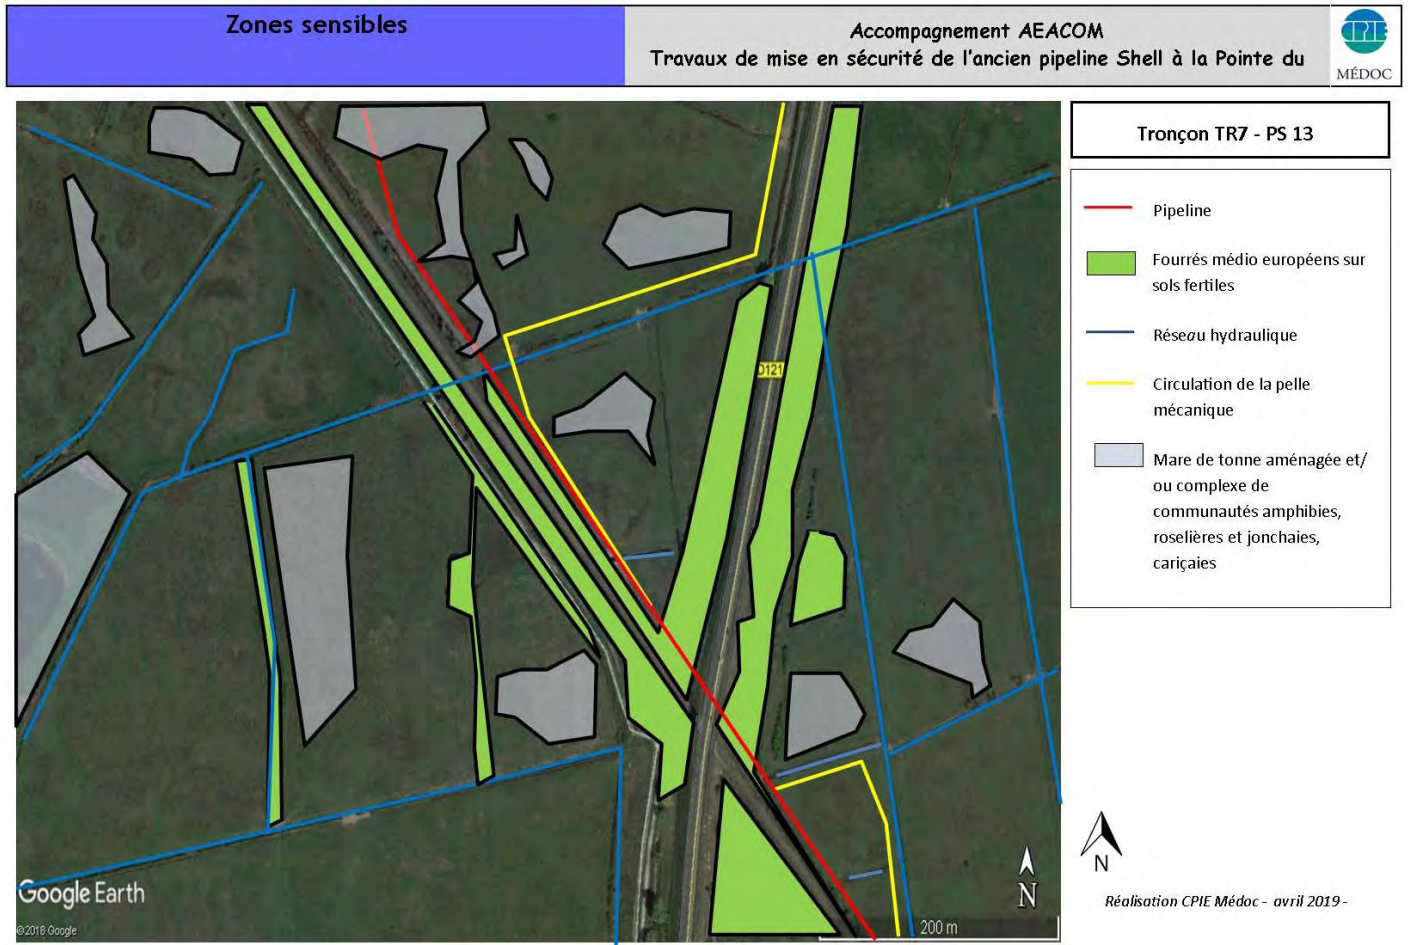 Zones sensibles
Accompagnement AEACOM
Travaux de mise en sécurité de l'ancien pipeline Shell à la Pointe du
CPIE
MÉDOC
Tronçon TR7 - PS 13
Pipeline
Fourrés médio européens sur
sols fertiles
Réseau hydraulique
Circulation de la pelle
mécanique
Mare de tonne aménagée et/
ou complexe de
communautés amphibies,
roselières et jonchaies,
cariçaies
D121
N
N
Google Earth
©2018 Google
200 m
Réalisation CPIE Médoc - avril 2019 -